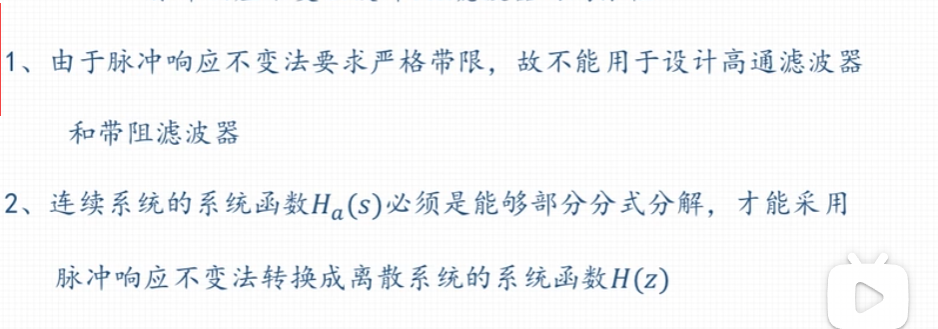 1、由于脉冲响应不变法要求严格带限，故不能用于设计高通滤波器
和带阻滤波器
2、连续系统的系统函数Hₐ(s)必须是能够部分分式分解，才能采用
脉冲响应不变法转换成离散系统的系统函数H(z)